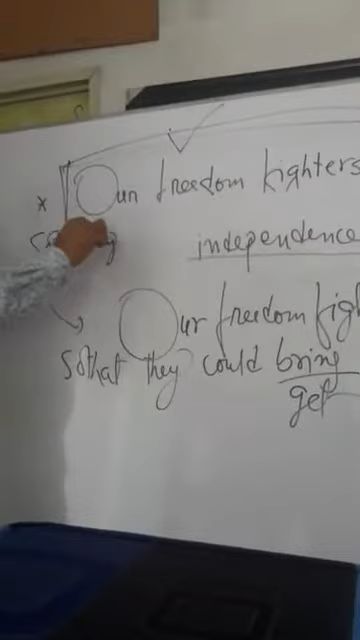 Our freedom fighters
independence
Our freedom figh
So that they could bring
get